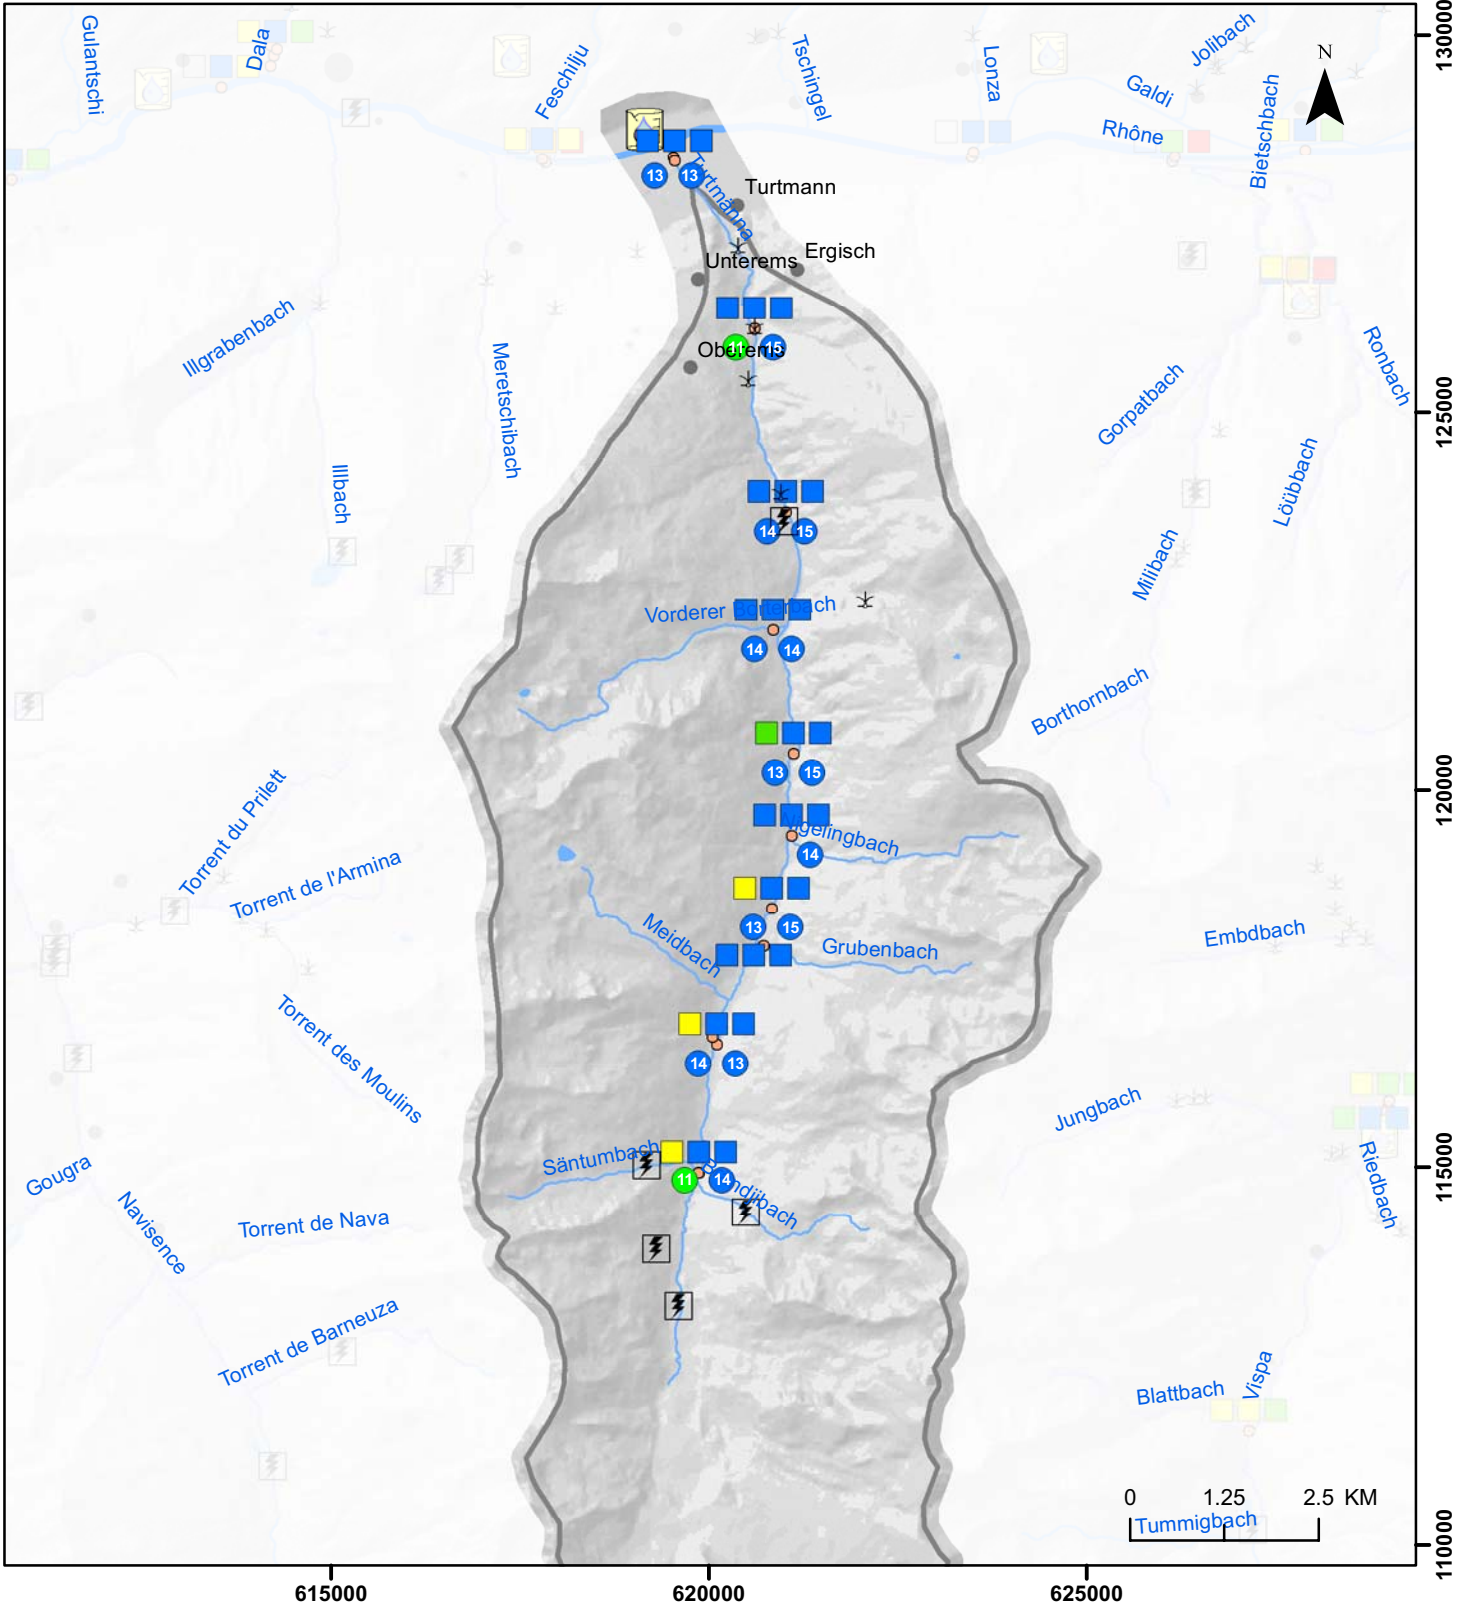 Gulantschi
Dala
Feschilju
Tschingel
Lonza
Galdi
Jolibach
Rhône
Bietschbach
N
130000
13
13
Turtmänna
Turtmann
Unterems
Ergisch
11
15
Oberems
Illgrabenbach
Meretschibach
Illbach
Ronbach
Gorpatbach
Löübbach
Milibach
125000
14
15
Vorderer Borterbach
14
14
Borthornbach
13
15
Nigelingbach
14
120000
Torrent du Prilett
Torrent de l'Armina
13
15
Meidbach
Grubenbach
Embdbach
Torrent des Moulins
14
13
Jungbach
Säntumbach
11
14
115000
Riedbach
Gougra
Navisence
Torrent de Nava
Torrent de Barneuza
Blattbach
Vispa
0 1.25 2.5 KM
Tummigbach
110000
615000 620000 625000